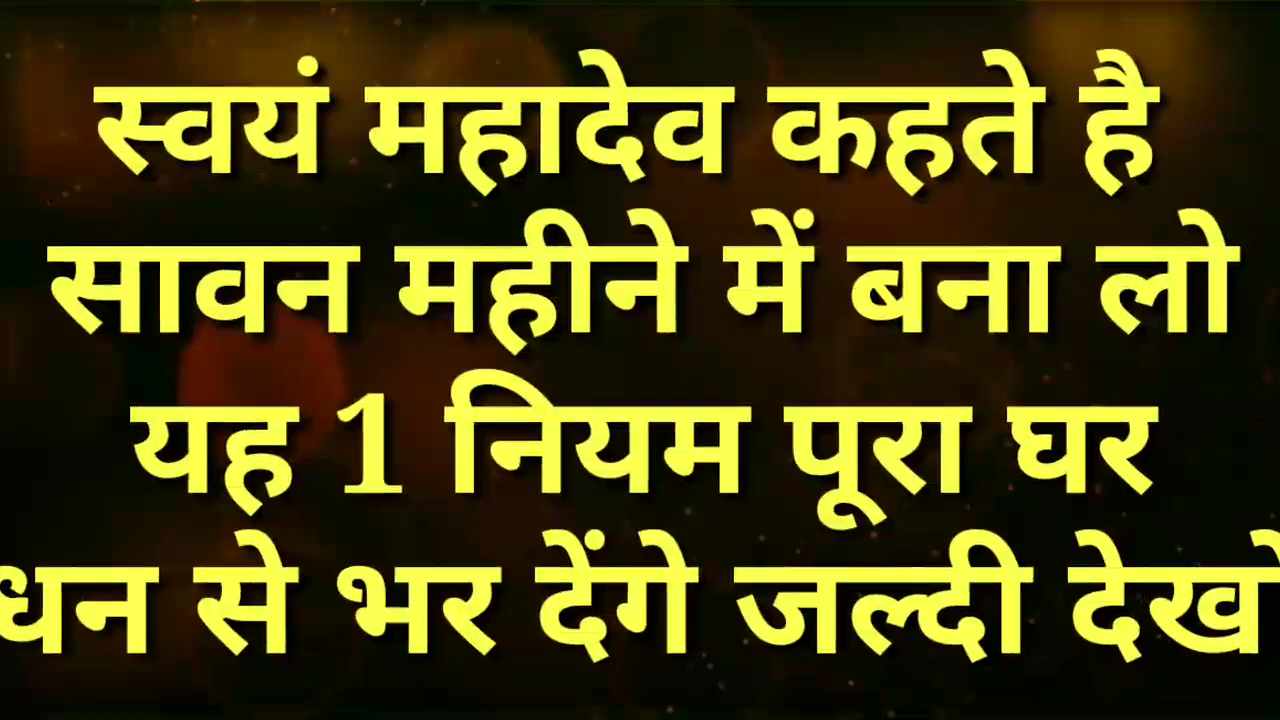 स्वयं महादेव कहते है
सावन महीने में बना लो
यह 1 नियम पूरा घर
धन से भर देंगे जल्दी देखो